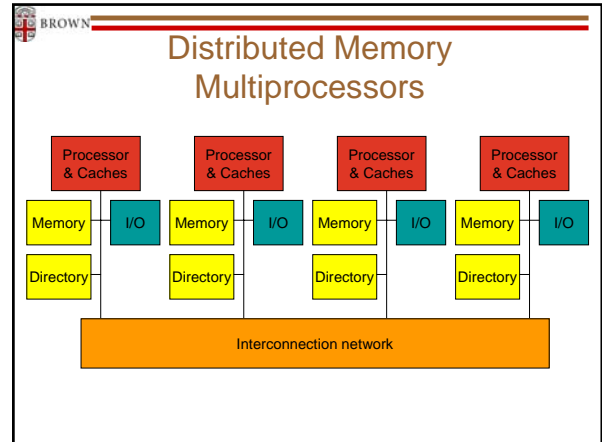 BROWN
Distributed Memory
Multiprocessors
Processor
& Caches
Processor
& Caches
Processor
& Caches
Processor
& Caches
Memory
I/O
Memory
I/O
Memory
I/O
Memory
I/O
Directory
Directory
Directory
Directory
Interconnection network